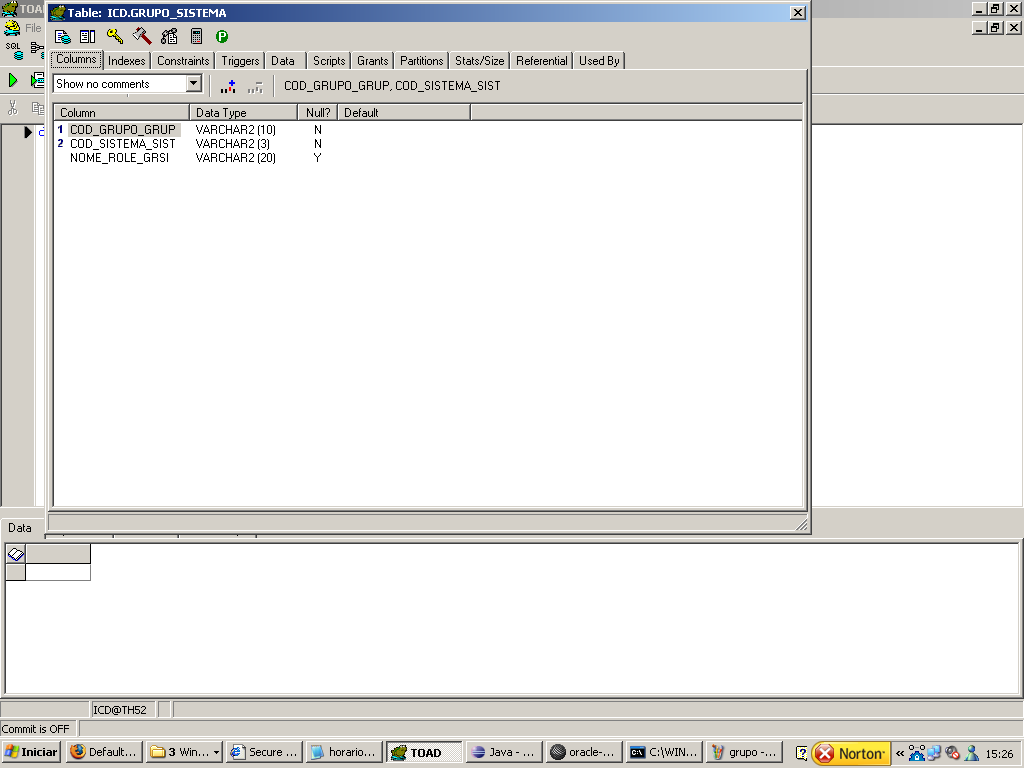 TOAD
Table: ICD.GRUPO_SISTEMA
File
SQL
P
Columns Indexes Constraints Triggers Data Scripts Grants Partitions Stats/Size Referential Used By
Show no comments COD_GRUPO_GRUP, COD_SISTEMA_SIST
Column Data Type Null? Default
1 COD_GRUPO_GRUP VARCHAR2 (10) N
2 COD_SISTEMA_SIST VARCHAR2 (3) N
NOME_ROLE_GRSI VARCHAR2 (20) Y
Data
ICD@TH52
Commit is OFF
Iniciar Default... 3 Win... Secure ... horario... TOAD Java - ... oracle-... C:\WIN... grupo -... ? Norton· « 15:26